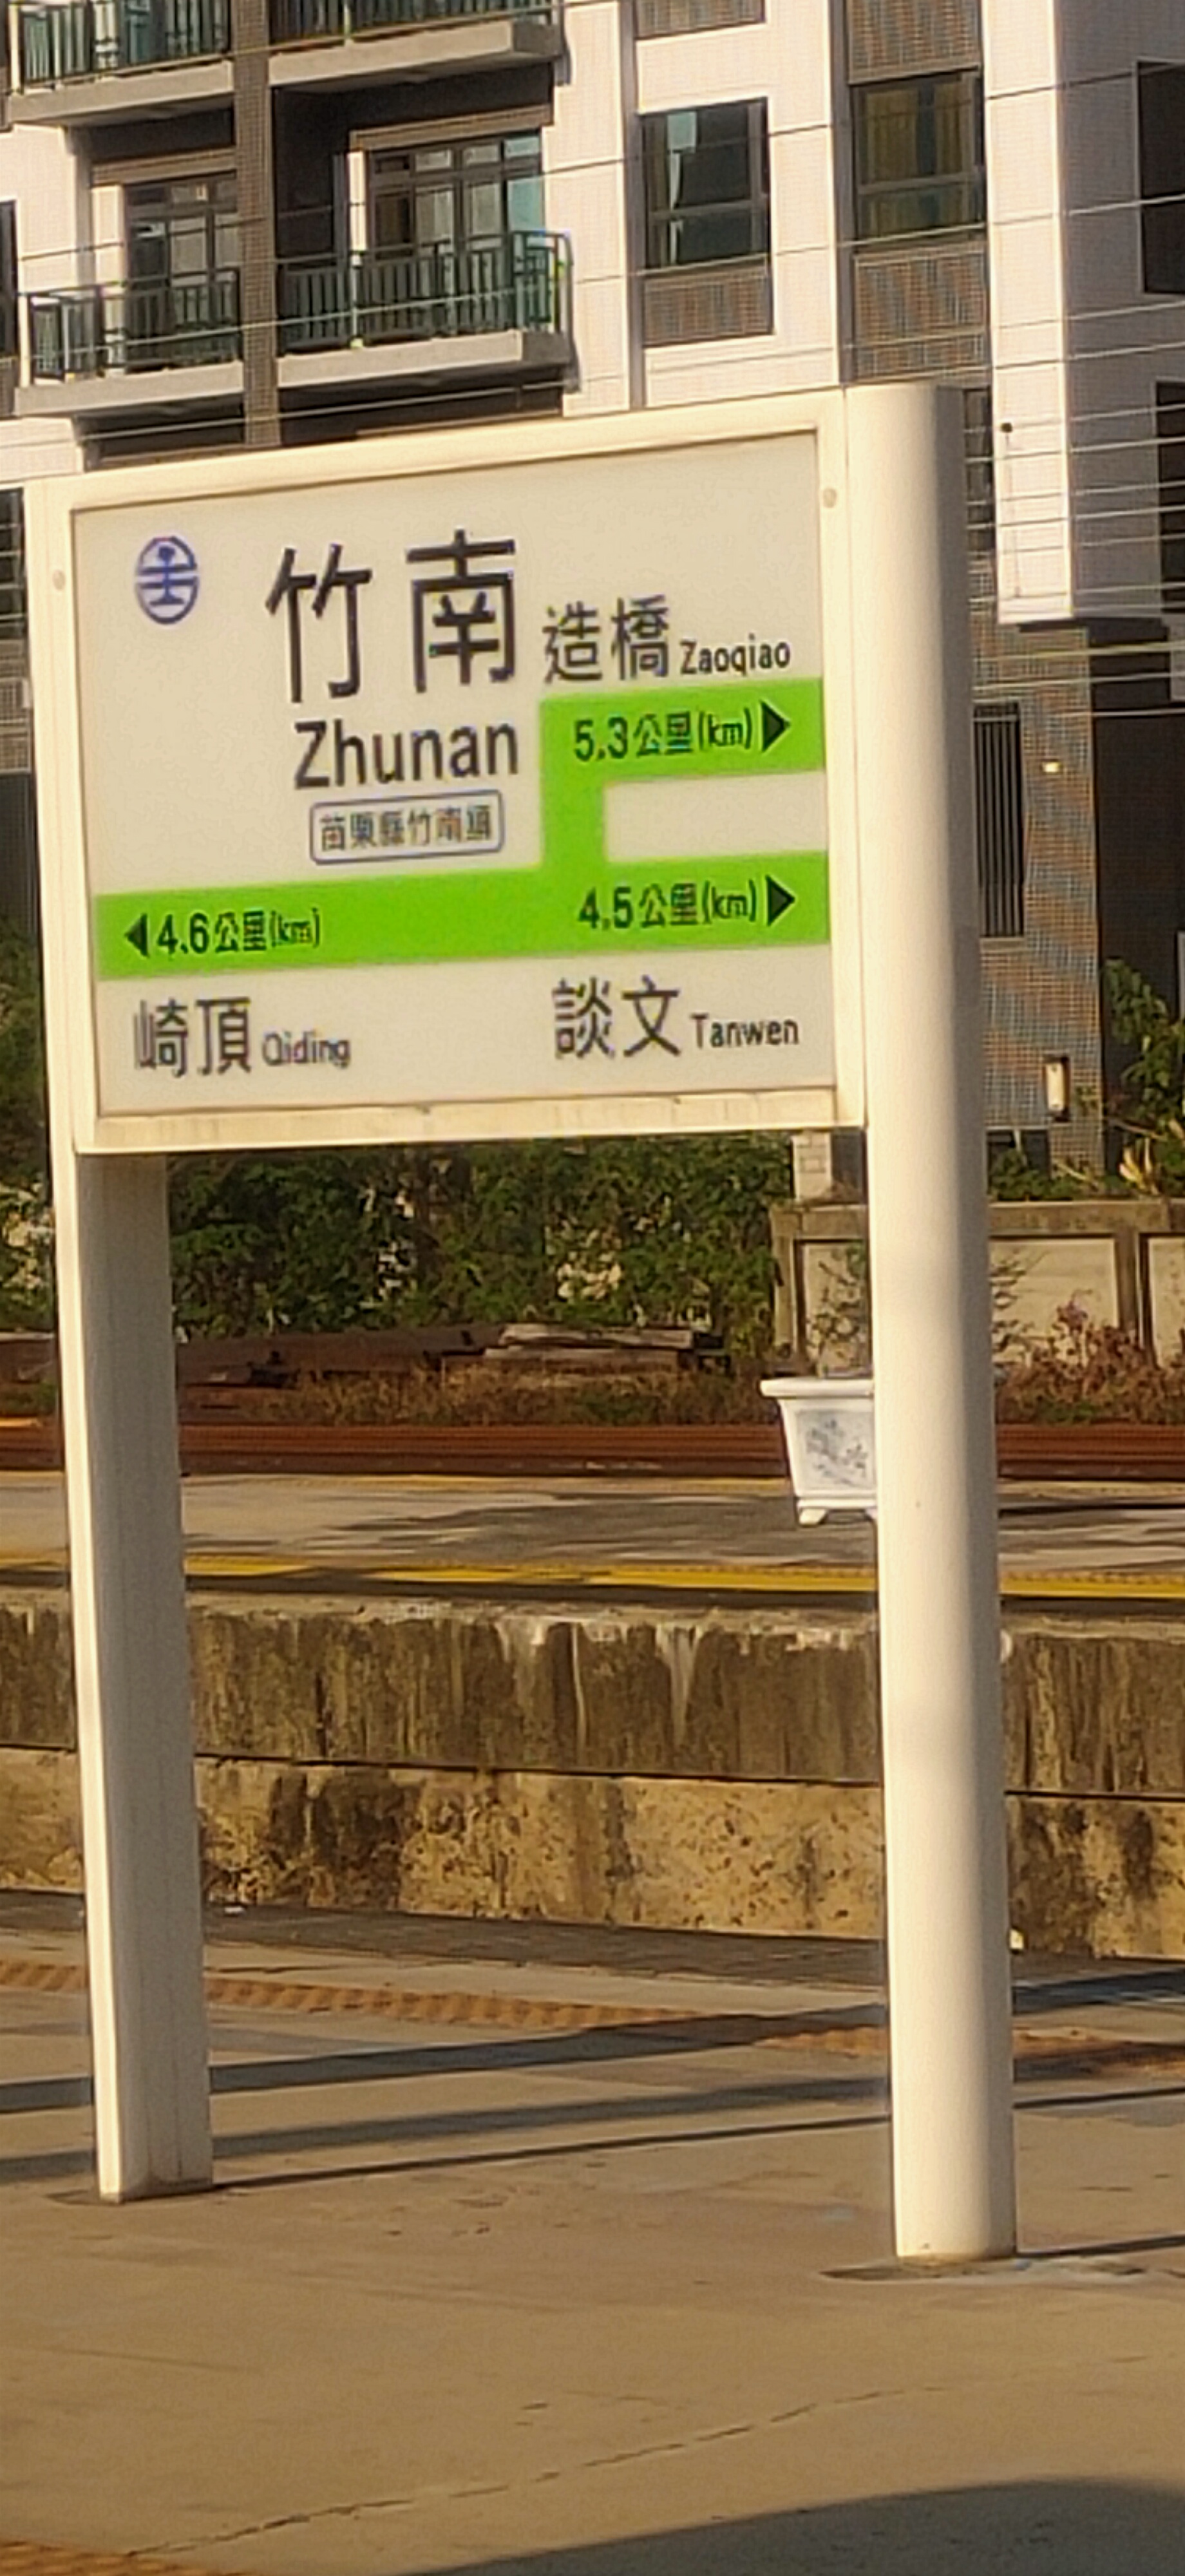 竹南
Zhunan
苗栗縣竹南鎮
造橋 Zaoqiao
5.3公里(km)▶
◀4.6公里(km)
4.5公里(km)▶
崎頂 Qiding
談文 Tanwen